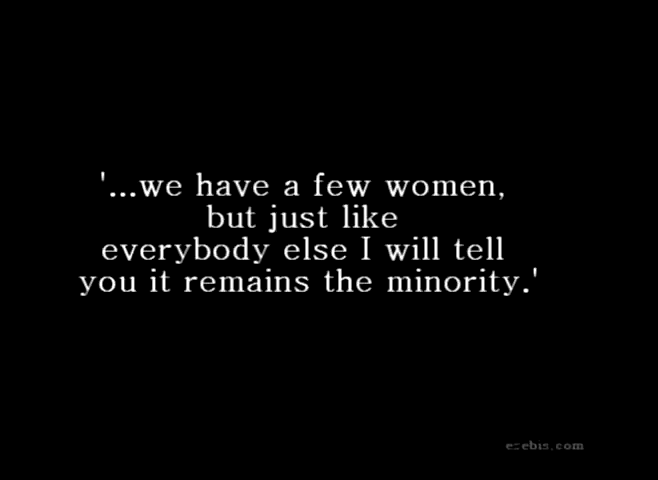 '...we have a few women,
but just like
everybody else I will tell
you it remains the minority.'